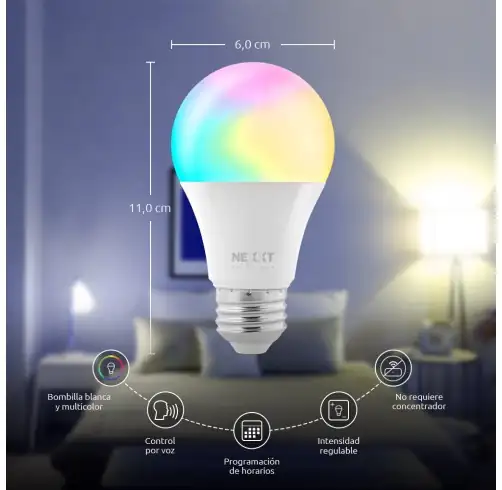 6,0 cm
11,0 cm
NEXXT
Bombilla blanca
y multicolor
No requiere
concentrador
Control
por voz
Intensidad
regulable
Programación
de horarios